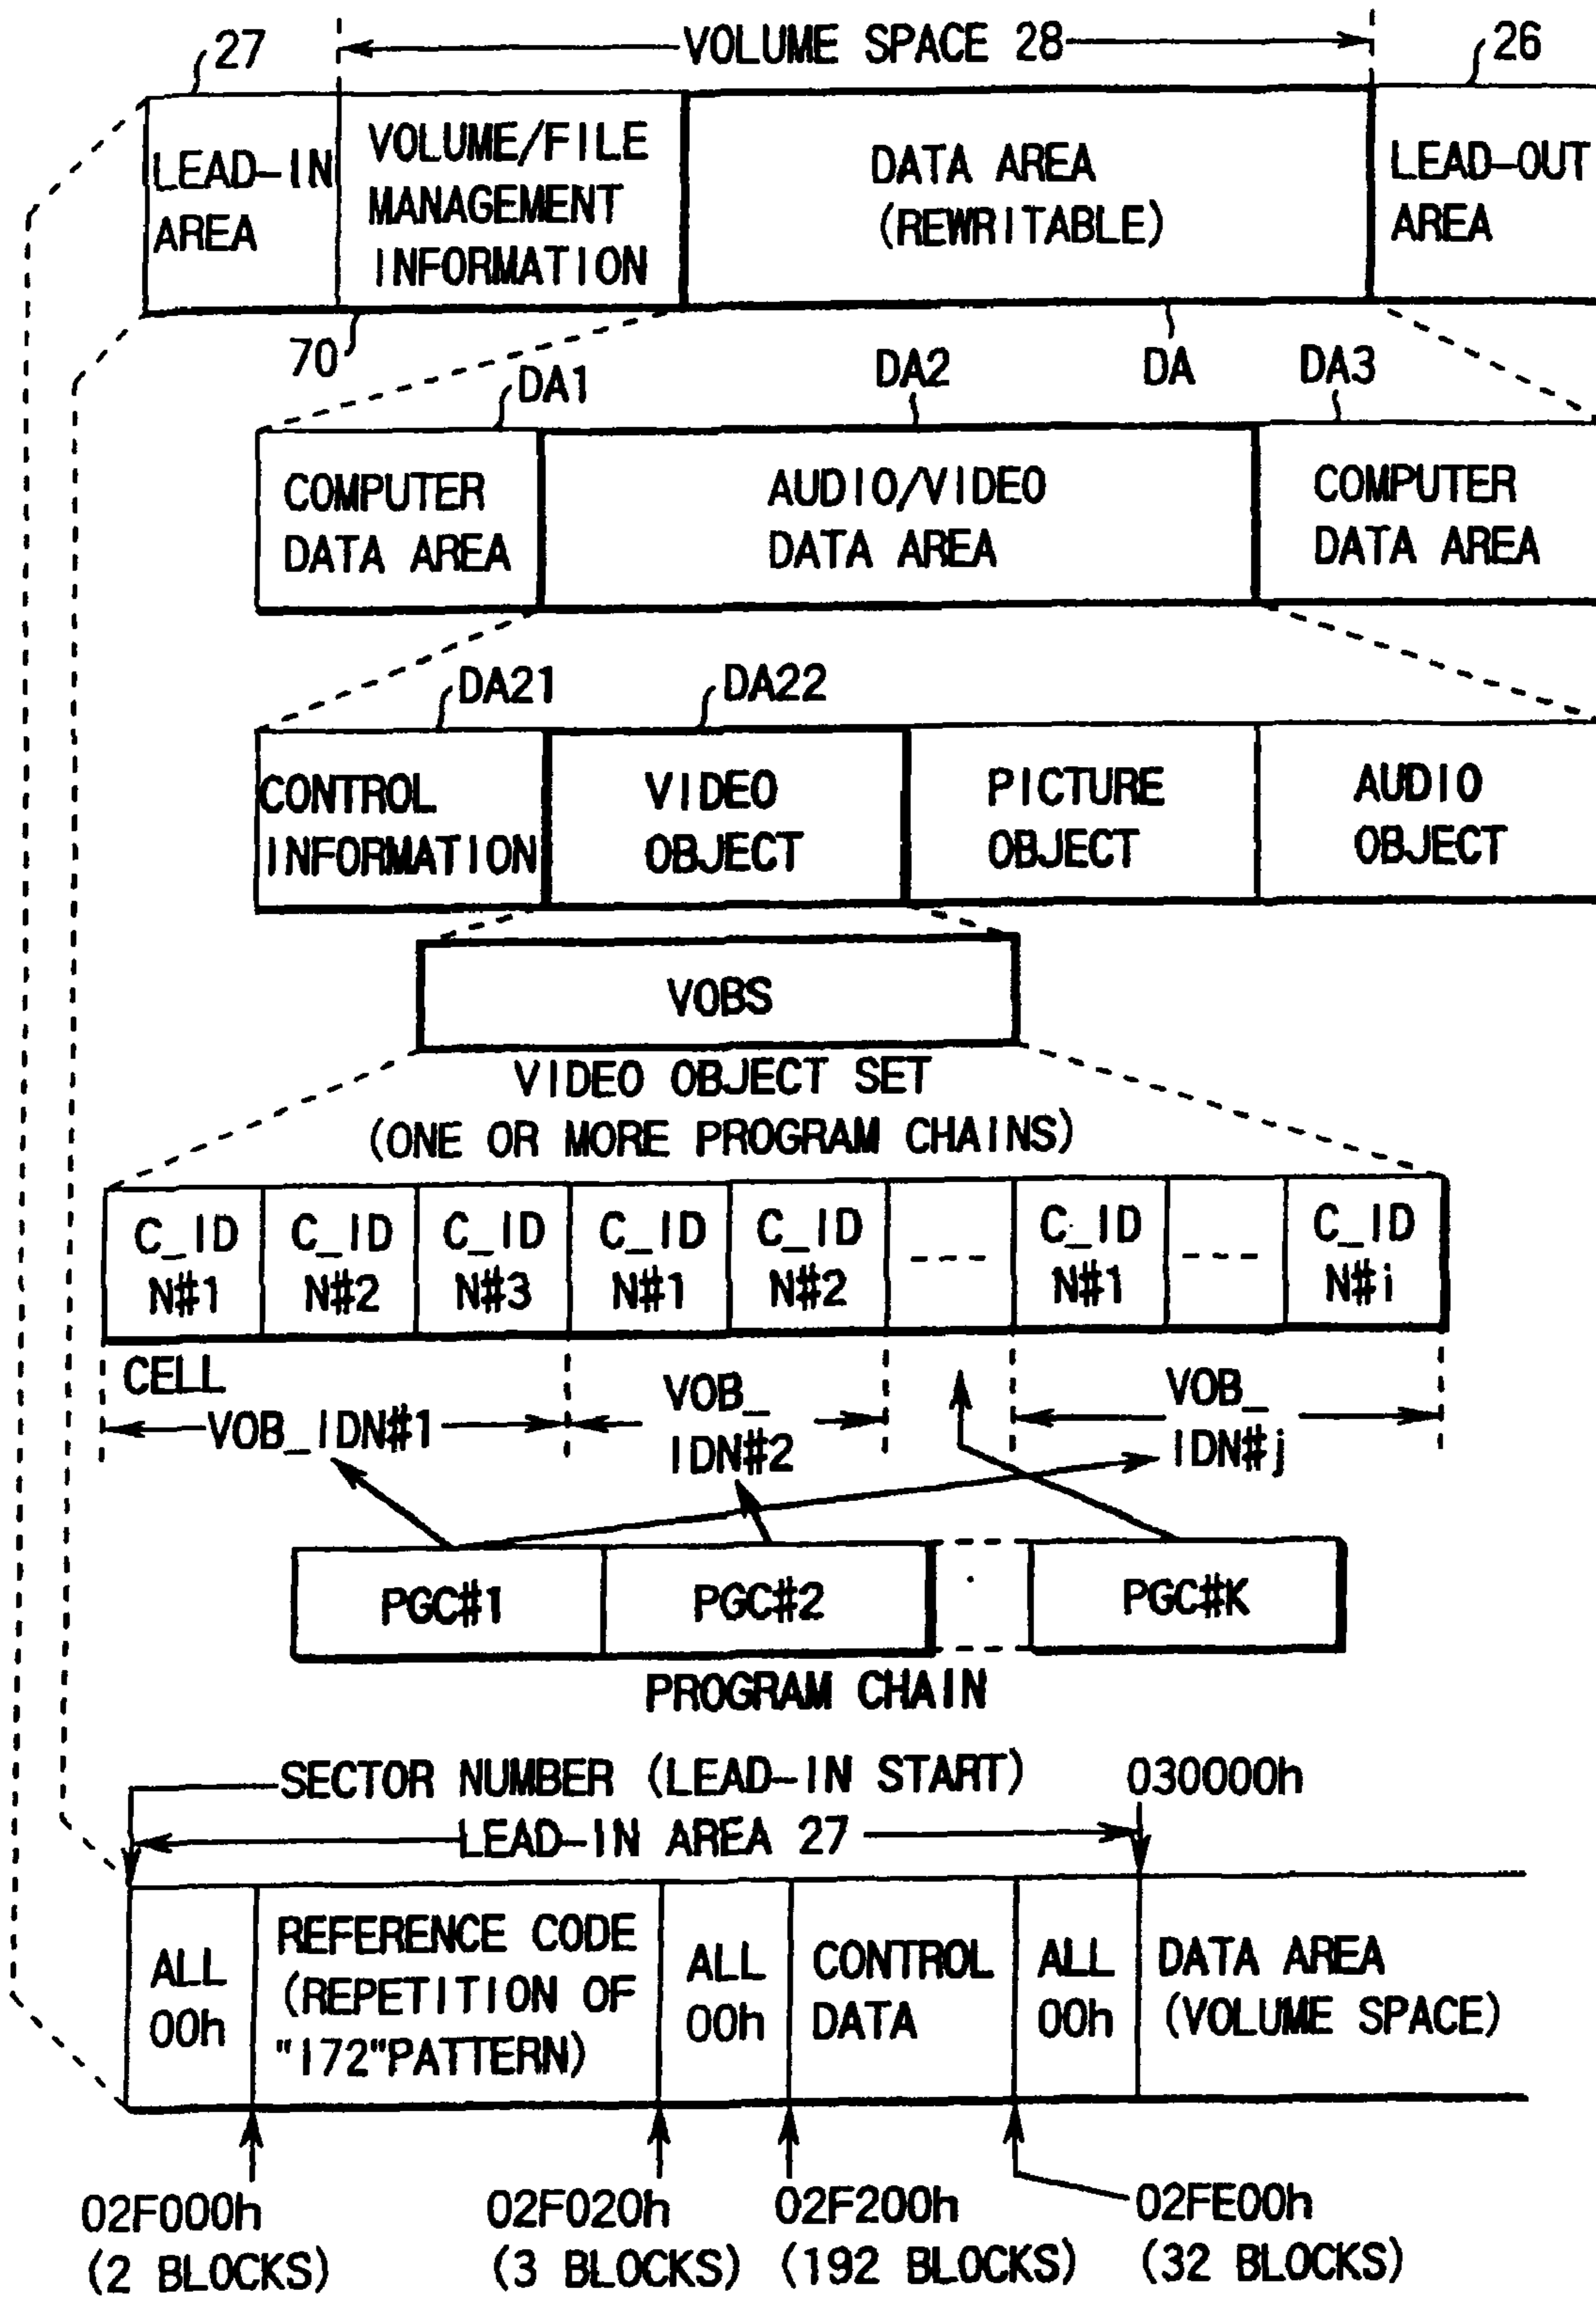 27
VOLUME SPACE 28
26
LEAD-IN
AREA
VOLUME/FILE
MANAGEMENT
INFORMATION
DATA AREA
(REWRITABLE)
LEAD-OUT
AREA
70
DA1
DA2
DA
DA3
COMPUTER
DATA AREA
AUDIO/VIDEO
DATA AREA
COMPUTER
DATA AREA
DA21
DA22
CONTROL
INFORMATION
VIDEO
OBJECT
PICTURE
OBJECT
AUDIO
OBJECT
VOBS
VIDEO OBJECT SET
(ONE OR MORE PROGRAM CHAINS)
C_ID
N#1
C_ID
N#2
C_ID
N#3
C_ID
N#1
C_ID
N#2
----
C_ID
N#1
---
C_ID
N#i
CELL
VOB_IDN#1
VOB_
IDN#2
VOB_
IDN#j
PGC#1
PGC#2
PGC#K
PROGRAM CHAIN
SECTOR NUMBER (LEAD-IN START)
030000h
LEAD-IN AREA 27
ALL
00h
REFERENCE CODE
(REPETITION OF
"172"PATTERN)
ALL
00h
CONTROL
DATA
ALL
00h
DATA AREA
(VOLUME SPACE)
02F000h
(2 BLOCKS)
02F020h
(3 BLOCKS)
02F200h
(192 BLOCKS)
02FE00h
(32 BLOCKS)